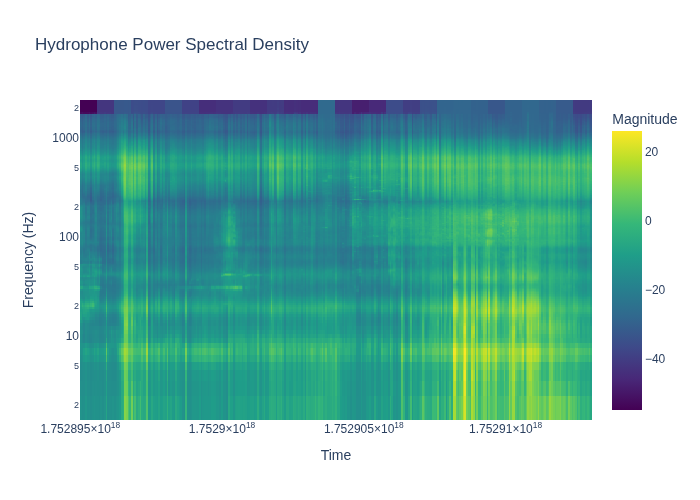 Hydrophone Power Spectral Density
Magnitude
20
0
−20
−40
Frequency (Hz)
2
1000
5
2
100
5
2
10
5
2
1.752895×10¹⁸ 1.7529×10¹⁸ 1.752905×10¹⁸ 1.75291×10¹⁸
Time